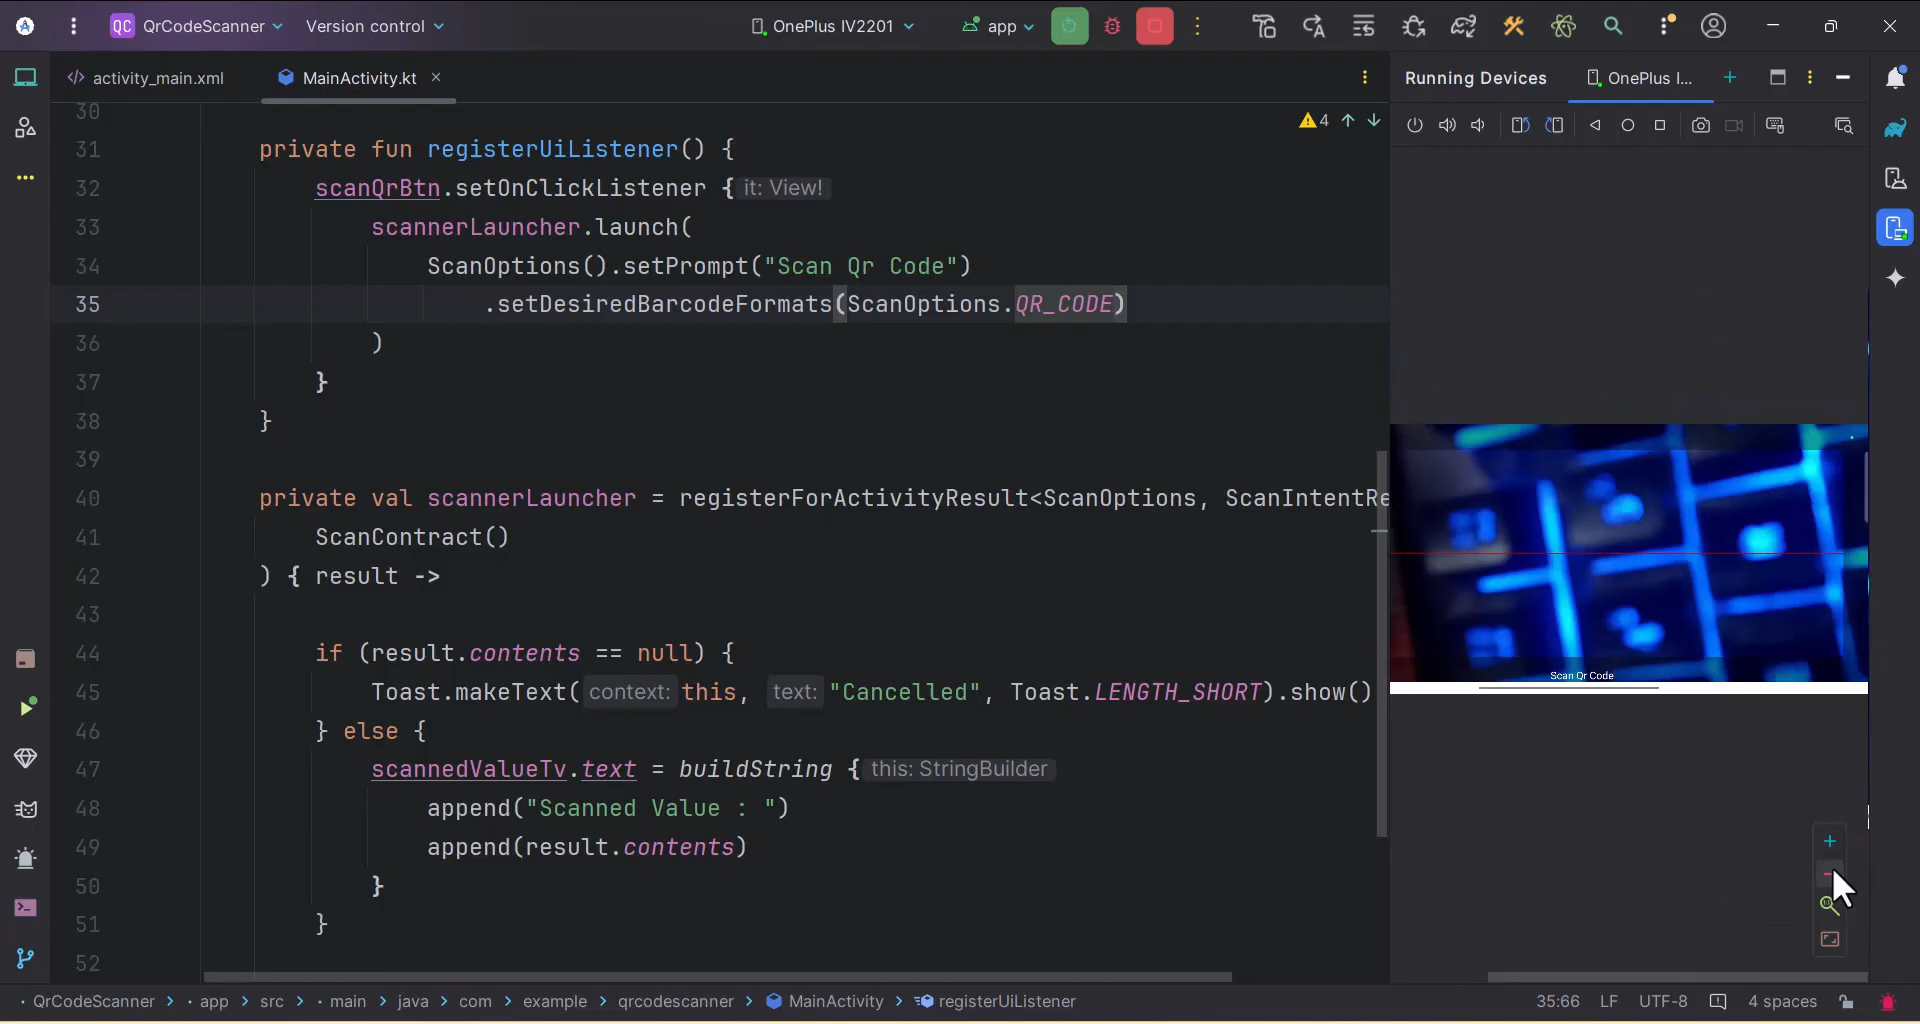 QC QrCodeScanner Version control OnePlus IV2201 app
activity_main.xml MainActivity.kt Running Devices OnePlus I...
30 4
31 private fun registerUiListener() {
32 scanQrBtn.setOnClickListener { it: View!
33 scannerLauncher.launch(
34 ScanOptions().setPrompt("Scan Qr Code")
35 .setDesiredBarcodeFormats(ScanOptions.QR_CODE)
36 )
37 }
38 }
39
40 private val scannerLauncher = registerForActivityResult<ScanOptions, ScanIntentRe
41 ScanContract()
42 ) { result ->
43
44 if (result.contents == null) {
45 Toast.makeText( context: this, text: "Cancelled", Toast.LENGTH_SHORT).show()
46 } else {
47 scannedValueTv.text = buildString { this: StringBuilder
48 append("Scanned Value : ")
49 append(result.contents)
50 }
51 }
52
Scan Qr Code
QrCodeScanner > app > src > main > java > com > example > qrcodescanner > MainActivity > registerUiListener 35:66 LF UTF-8 4 spaces